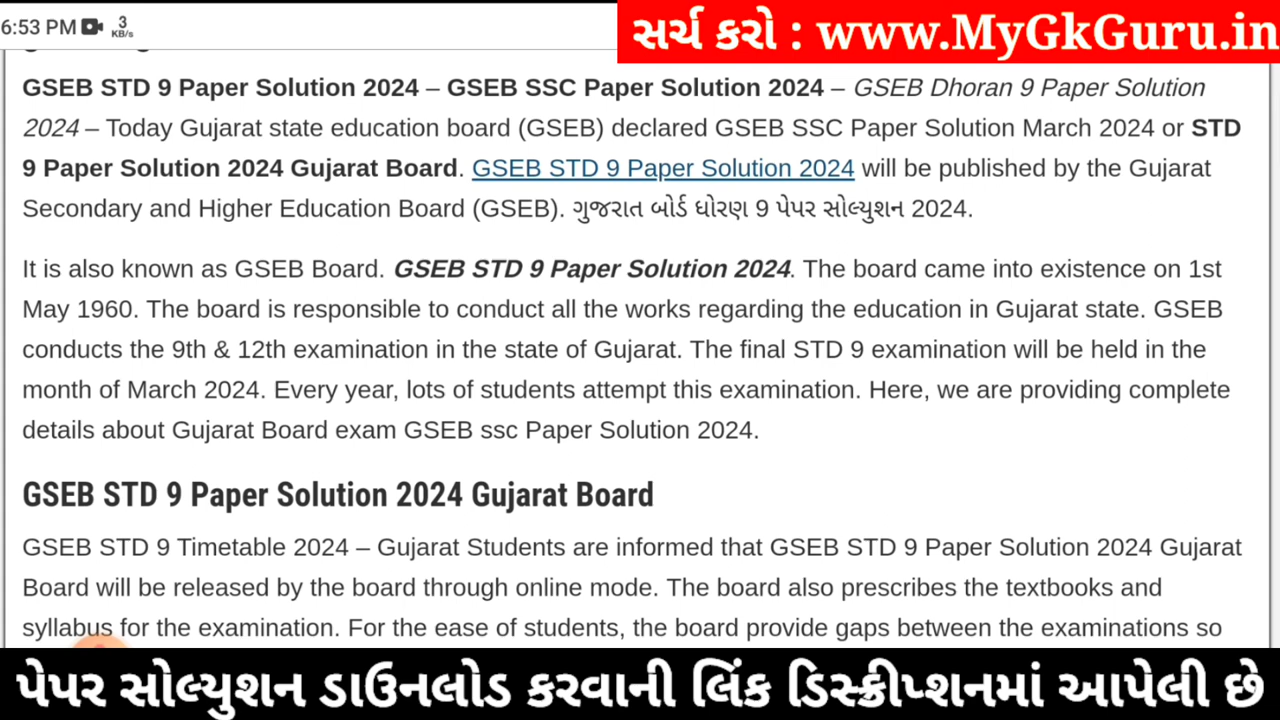 6:53 PM 3 KB/s
સર્ચ કરો : www.MyGkGuru.in
GSEB STD 9 Paper Solution 2024 – GSEB SSC Paper Solution 2024 – GSEB Dhoran 9 Paper Solution
2024 – Today Gujarat state education board (GSEB) declared GSEB SSC Paper Solution March 2024 or STD
9 Paper Solution 2024 Gujarat Board. GSEB STD 9 Paper Solution 2024 will be published by the Gujarat
Secondary and Higher Education Board (GSEB). ગુજરાત બોર્ડ ધોરણ 9 પેપર સોલ્યુશન 2024.
It is also known as GSEB Board. GSEB STD 9 Paper Solution 2024. The board came into existence on 1st
May 1960. The board is responsible to conduct all the works regarding the education in Gujarat state. GSEB
conducts the 9th & 12th examination in the state of Gujarat. The final STD 9 examination will be held in the
month of March 2024. Every year, lots of students attempt this examination. Here, we are providing complete
details about Gujarat Board exam GSEB ssc Paper Solution 2024.
GSEB STD 9 Paper Solution 2024 Gujarat Board
GSEB STD 9 Timetable 2024 – Gujarat Students are informed that GSEB STD 9 Paper Solution 2024 Gujarat
Board will be released by the board through online mode. The board also prescribes the textbooks and
syllabus for the examination. For the ease of students, the board provide gaps between the examinations so
પેપર સોલ્યુશન ડાઉનલોડ કરવાની લિંક ડિસ્ક્રીપ્શનમાં આપેલી છે